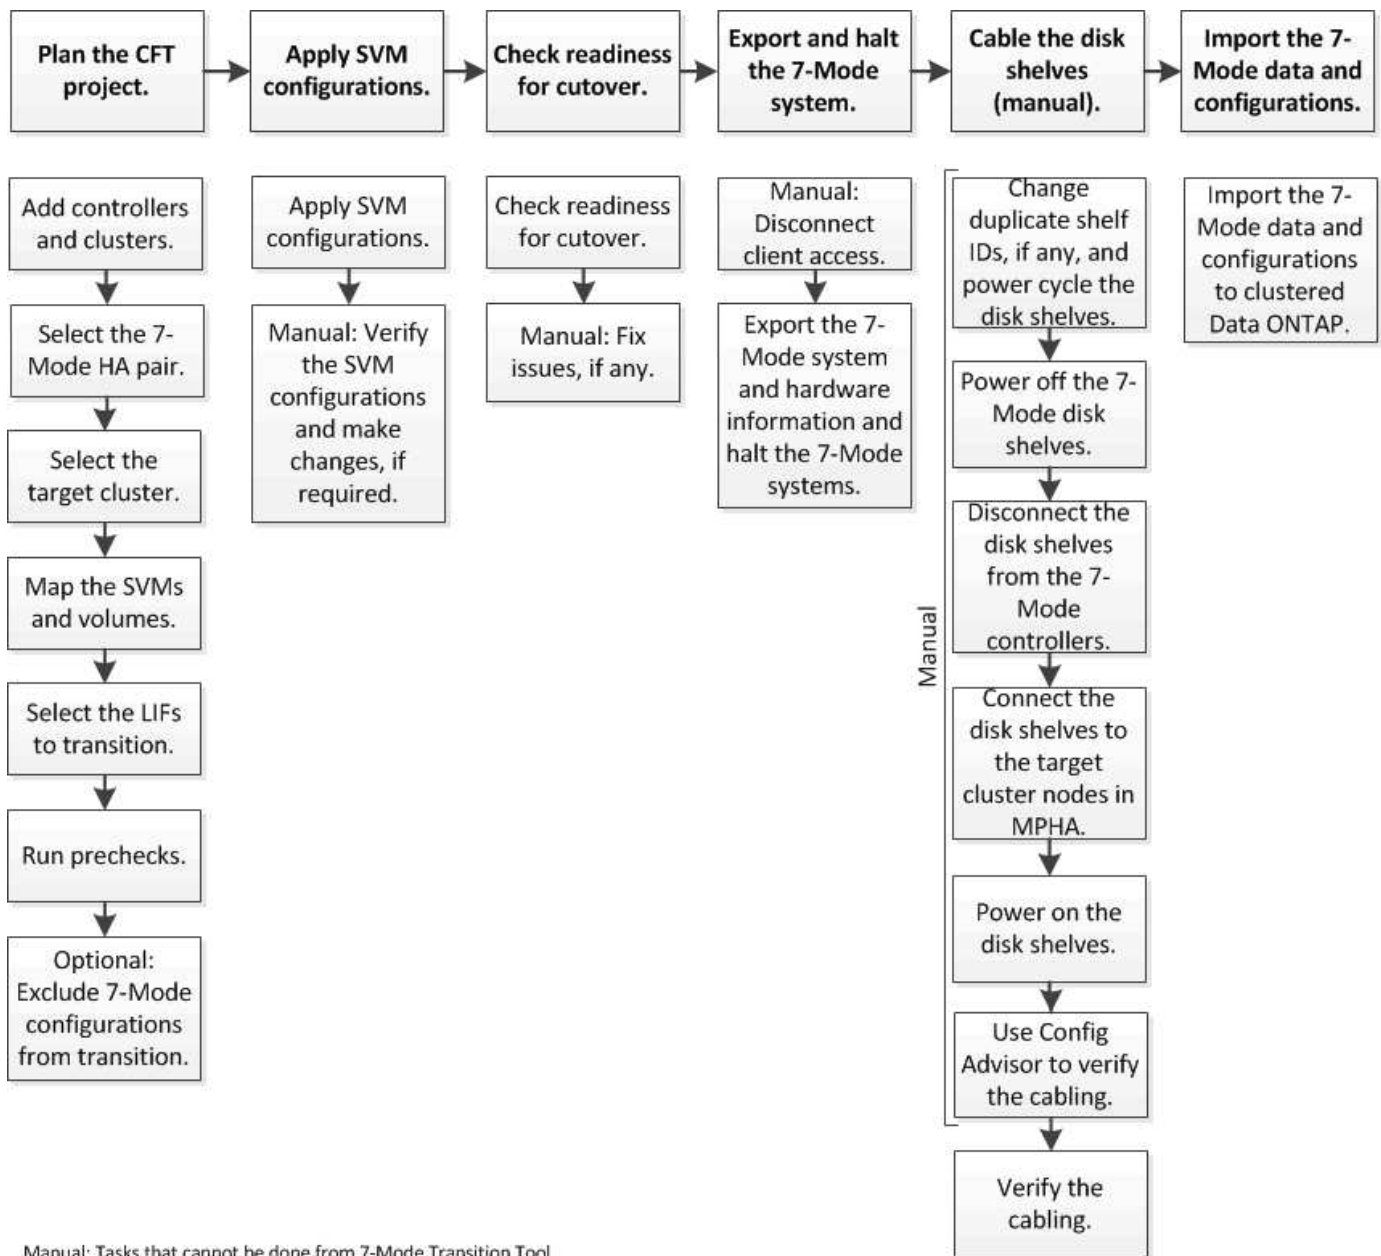 Plan the CFT
project.
Apply SVM
configurations.
Check readiness
for cutover.
Export and halt
the 7-Mode
system.
Cable the disk
shelves
(manual).
Import the 7-
Mode data and
configurations.
Add controllers
and clusters.
Select the 7-
Mode HA pair.
Select the
target cluster.
Map the SVMs
and volumes.
Select the LIFs
to transition.
Run prechecks.
Optional:
Exclude 7-Mode
configurations
from transition.
Apply SVM
configurations.
Manual: Verify
the SVM
configurations
and make
changes, if
required.
Check readiness
for cutover.
Manual: Fix
issues, if any.
Manual:
Disconnect
client access.
Export the 7-
Mode system
and hardware
information and
halt the 7-Mode
systems.
Manual
Change
duplicate shelf
IDs, if any, and
power cycle the
disk shelves.
Power off the 7-
Mode disk
shelves.
Disconnect the
disk shelves
from the 7-
Mode
controllers.
Connect the
disk shelves to
the target
cluster nodes in
MPHA.
Power on the
disk shelves.
Use Config
Advisor to verify
the cabling.
Verify the
cabling.
Import the 7-
Mode data and
configurations
to clustered
Data ONTAP.
Manual: Tasks that cannot be done from 7-Mode Transition Tool